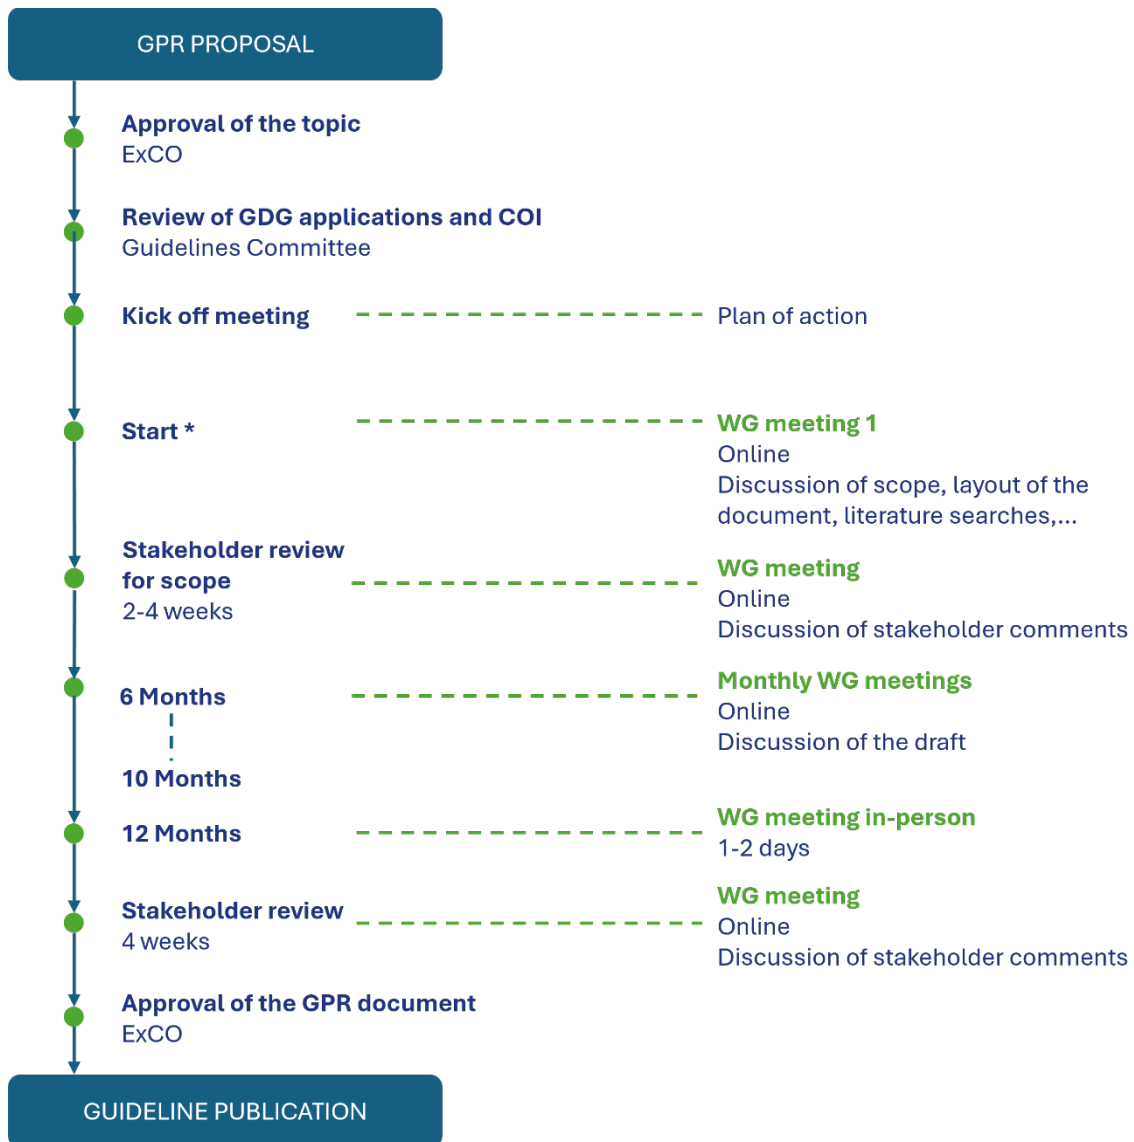 GPR PROPOSAL
Approval of the topic
ExCO
Review of GDG applications and COI
Guidelines Committee
Kick off meeting
Plan of action
Start *
WG meeting 1
Online
Discussion of scope, layout of the
document, literature searches,...
Stakeholder review
for scope
2-4 weeks
WG meeting
Online
Discussion of stakeholder comments
6 Months
10 Months
Monthly WG meetings
Online
Discussion of the draft
12 Months
WG meeting in-person
1-2 days
Stakeholder review
4 weeks
WG meeting
Online
Discussion of stakeholder comments
Approval of the GPR document
ExCO
GUIDELINE PUBLICATION